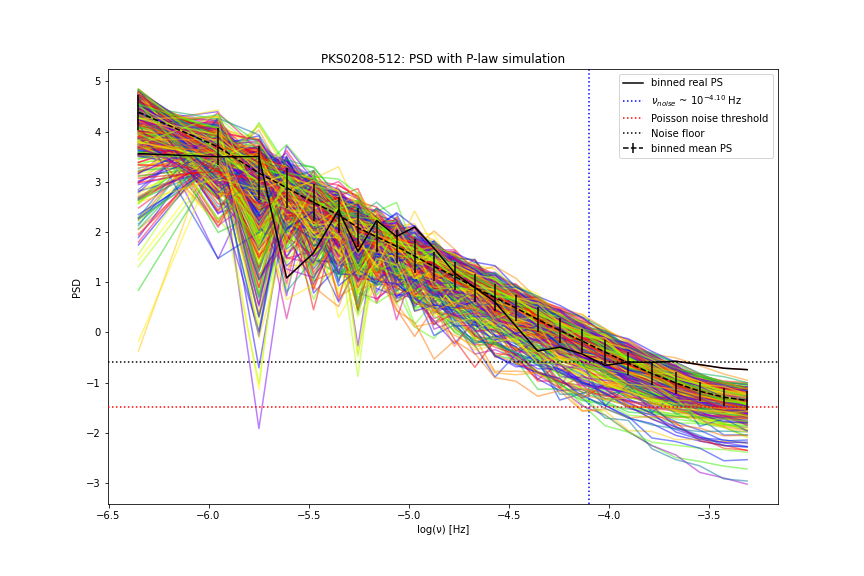 PKS0208-512: PSD with P-law simulation
binned real PS
ν_noise ~ 10^−4.10 Hz
Poisson noise threshold
Noise floor
binned mean PS
PSD
5
4
3
2
1
0
−1
−2
−3
−6.5 −6.0 −5.5 −5.0 −4.5 −4.0 −3.5
log(ν) [Hz]